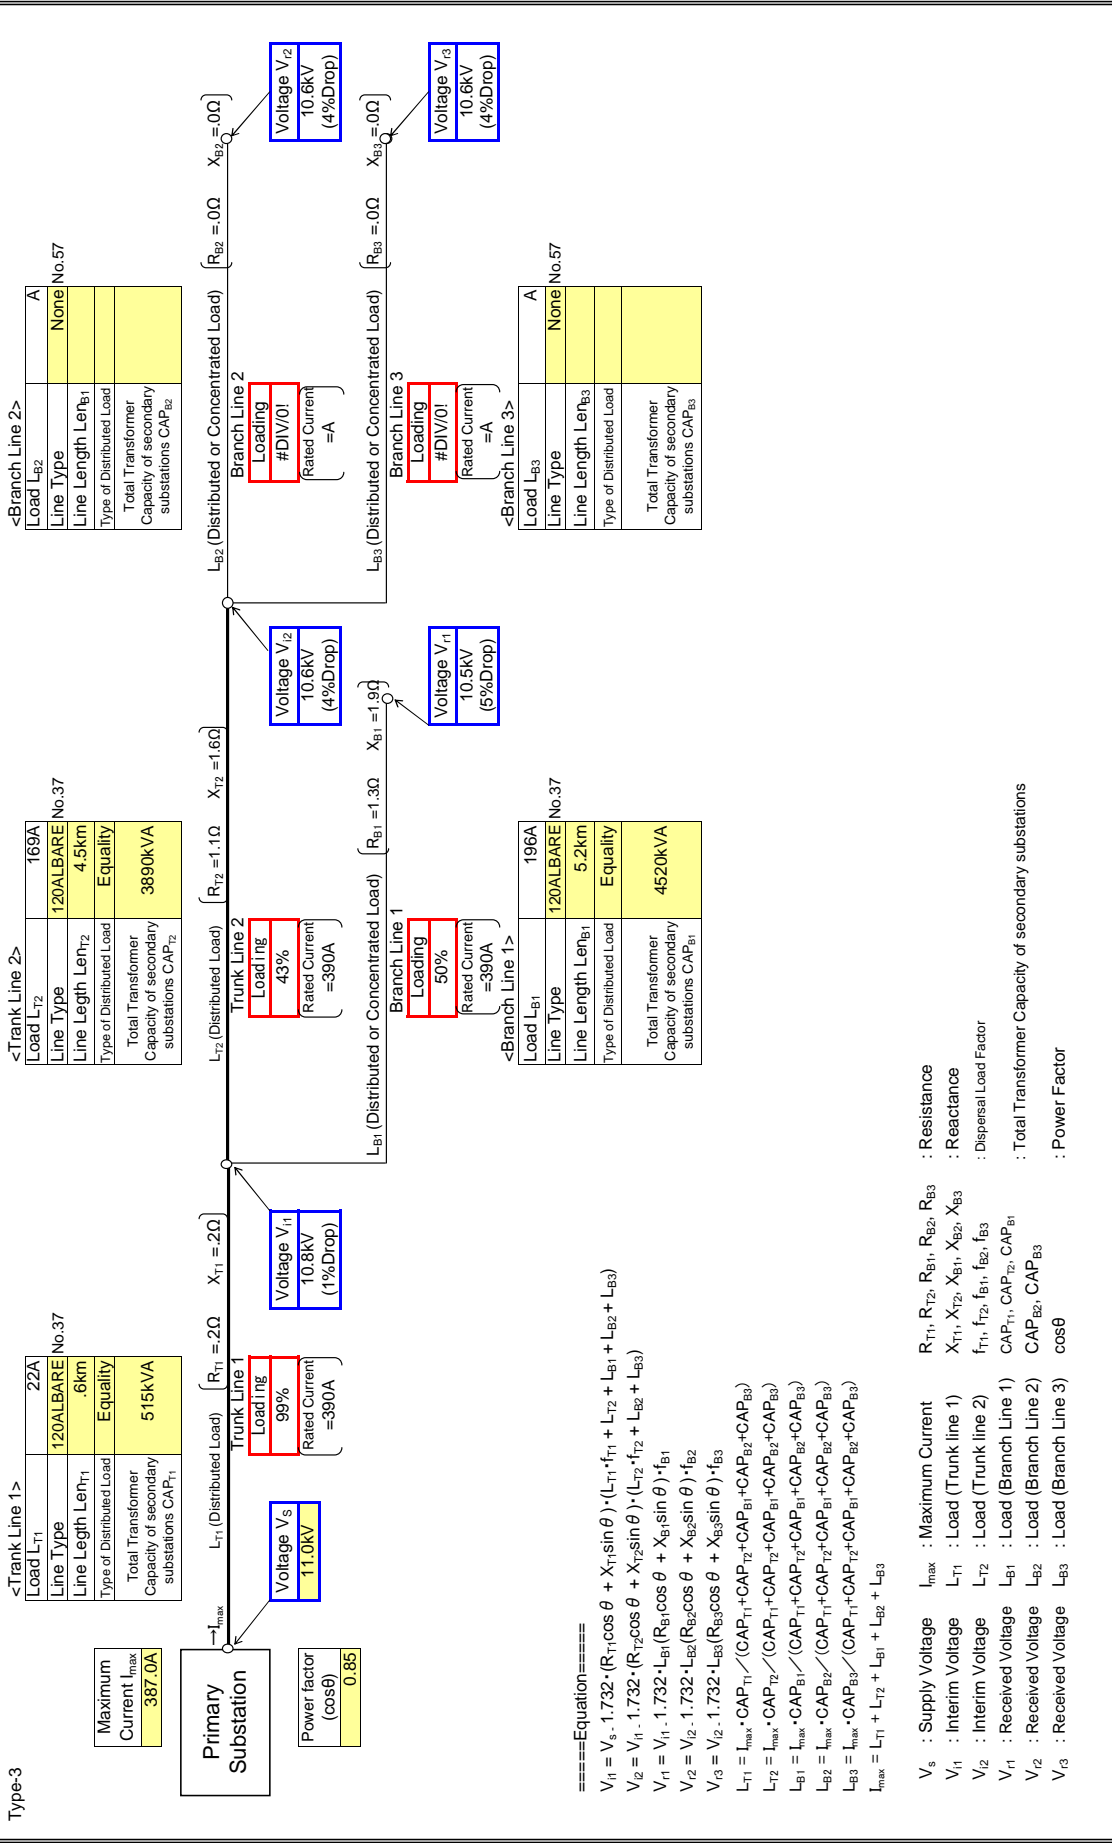 Type-3
Maximum
Current Imax
387.0A
Primary
Substation
Power factor
(cosθ)
0.85
→Imax
Voltage VS
11.0kV
<Trank Line 1>
Load LT1 22A
Line Type 120ALBARE No.37
Line Legth LenT1 .6km
Type of Distributed Load Equality
Total Transformer
Capacity of secondary
substations CAPT1
515kVA
LT1 (Distributed Load) RT1 =.2Ω XT1 =.2Ω
Trunk Line 1
Loading
99%
Rated Current
=390A
Voltage Vi1
10.8kV
(1%Drop)
<Trank Line 2>
Load LT2 169A
Line Type 120ALBARE No.37
Line Length LenT2 4.5km
Type of Distributed Load Equality
Total Transformer
Capacity of secondary
substations CAPT2
3890kVA
LT2 (Distributed Load) RT2 =1.1Ω XT2 =1.6Ω
Trunk Line 2
Loading
43%
Rated Current
=390A
Voltage Vi2
10.6kV
(4%Drop)
LB1 (Distributed or Concentrated Load) RB1 =1.3Ω XB1 =1.9Ω
Branch Line 1
Loading
50%
Rated Current
=390A
Voltage Vr1
10.5kV
(5%Drop)
<Branch Line 1>
Load LB1 196A
Line Type 120ALBARE No.37
Line Length LenB1 5.2km
Type of Distributed Load Equality
Total Transformer
Capacity of secondary
substations CAPB1
4520kVA
<Branch Line 2>
Load LB2 A
Line Type None No.57
Line Length LenB1
Type of Distributed Load
Total Transformer
Capacity of secondary
substations CAPB2
LB2 (Distributed or Concentrated Load) RB2 =.0Ω XB2 =.0Ω
Branch Line 2
Loading
#DIV/0!
Rated Current
=A
Voltage Vr2
10.6kV
(4%Drop)
LB3 (Distributed or Concentrated Load) RB3 =.0Ω XB3 =.0Ω
Branch Line 3
Loading
#DIV/0!
Rated Current
=A
Voltage Vr3
10.6kV
(4%Drop)
<Branch Line 3>
Load LB3 A
Line Type None No.57
Line Length LenB3
Type of Distributed Load
Total Transformer
Capacity of secondary
substations CAPB3
=====Equation=====
Vi1 = Vs - 1.732・(RT1cos θ + XT1sin θ)・(LT1・fT1 + LT2 + LB1 + LB2 + LB3)
Vi2 = Vi1 - 1.732・(RT2cos θ + XT2sin θ)・(LT2・fT2 + LB2 + LB3)
Vr1 = Vi1 - 1.732・LB1(RB1cos θ + XB1sin θ)・fB1
Vr2 = Vi2 - 1.732・LB2(RB2cos θ + XB2sin θ)・fB2
Vr3 = Vi2 - 1.732・LB3(RB3cos θ + XB3sin θ)・fB3
LT1 = Imax・CAPT1／(CAPT1+CAPT2+CAPB1+CAPB2+CAPB3)
LT2 = Imax・CAPT2／(CAPT1+CAPT2+CAPB1+CAPB2+CAPB3)
LB1 = Imax・CAPB1／(CAPT1+CAPT2+CAPB1+CAPB2+CAPB3)
LB2 = Imax・CAPB2／(CAPT1+CAPT2+CAPB1+CAPB2+CAPB3)
LB3 = Imax・CAPB3／(CAPT1+CAPT2+CAPB1+CAPB2+CAPB3)
Imax = LT1 + LT2 + LB1 + LB2 + LB3
Vs : Supply Voltage Imax : Maximum Current RT1, RT2, RB1, RB2, RB3 : Resistance
Vi1 : Interim Voltage LT1 : Load (Trunk line 1) XT1, XT2, XB1, XB2, XB3 : Reactance
Vi2 : Interim Voltage LT2 : Load (Trunk line 2) fT1, fT2, fB1, fB2, fB3 : Dispersal Load Factor
Vr1 : Received Voltage LB1 : Load (Branch Line 1) CAPT1, CAPT2, CAPB1 : Total Transformer Capacity of secondary substations
Vr2 : Received Voltage LB2 : Load (Branch Line 2) CAPB2, CAPB3
Vr3 : Received Voltage LB3 : Load (Branch Line 3) cosθ : Power Factor